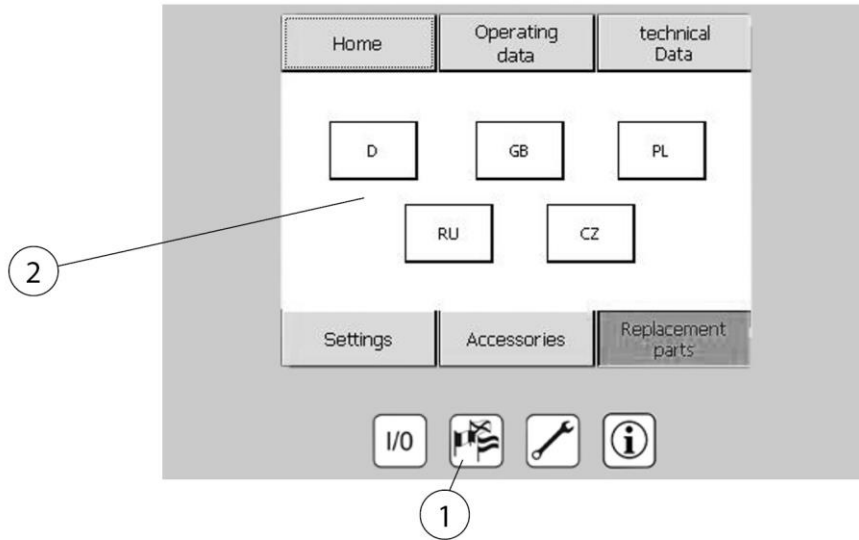 Home
Operating
data
technical
Data
D
GB
PL
RU
CZ
2
Settings
Accessories
Replacement
parts
I/0
i
1